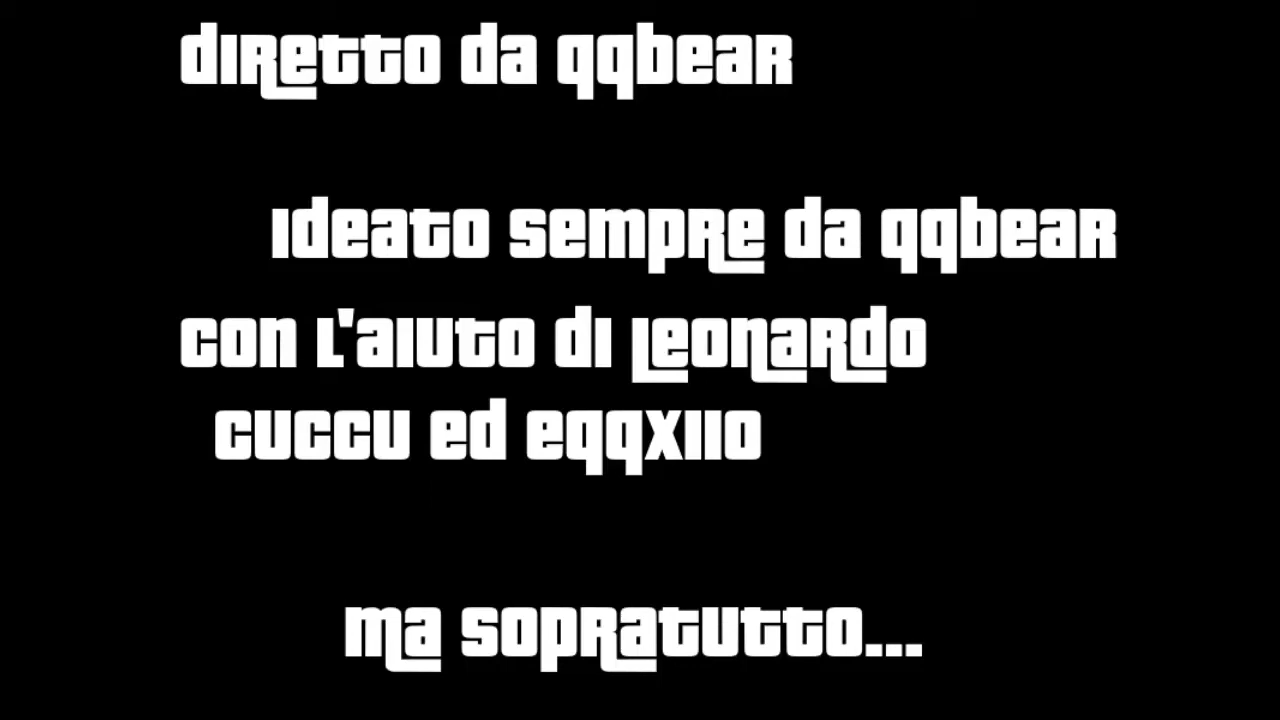 diretto da qqbear
ideato sempre da qqbear
con l'aiuto di leonardo
cuccu ed eqqxiio
ma sopratutto...